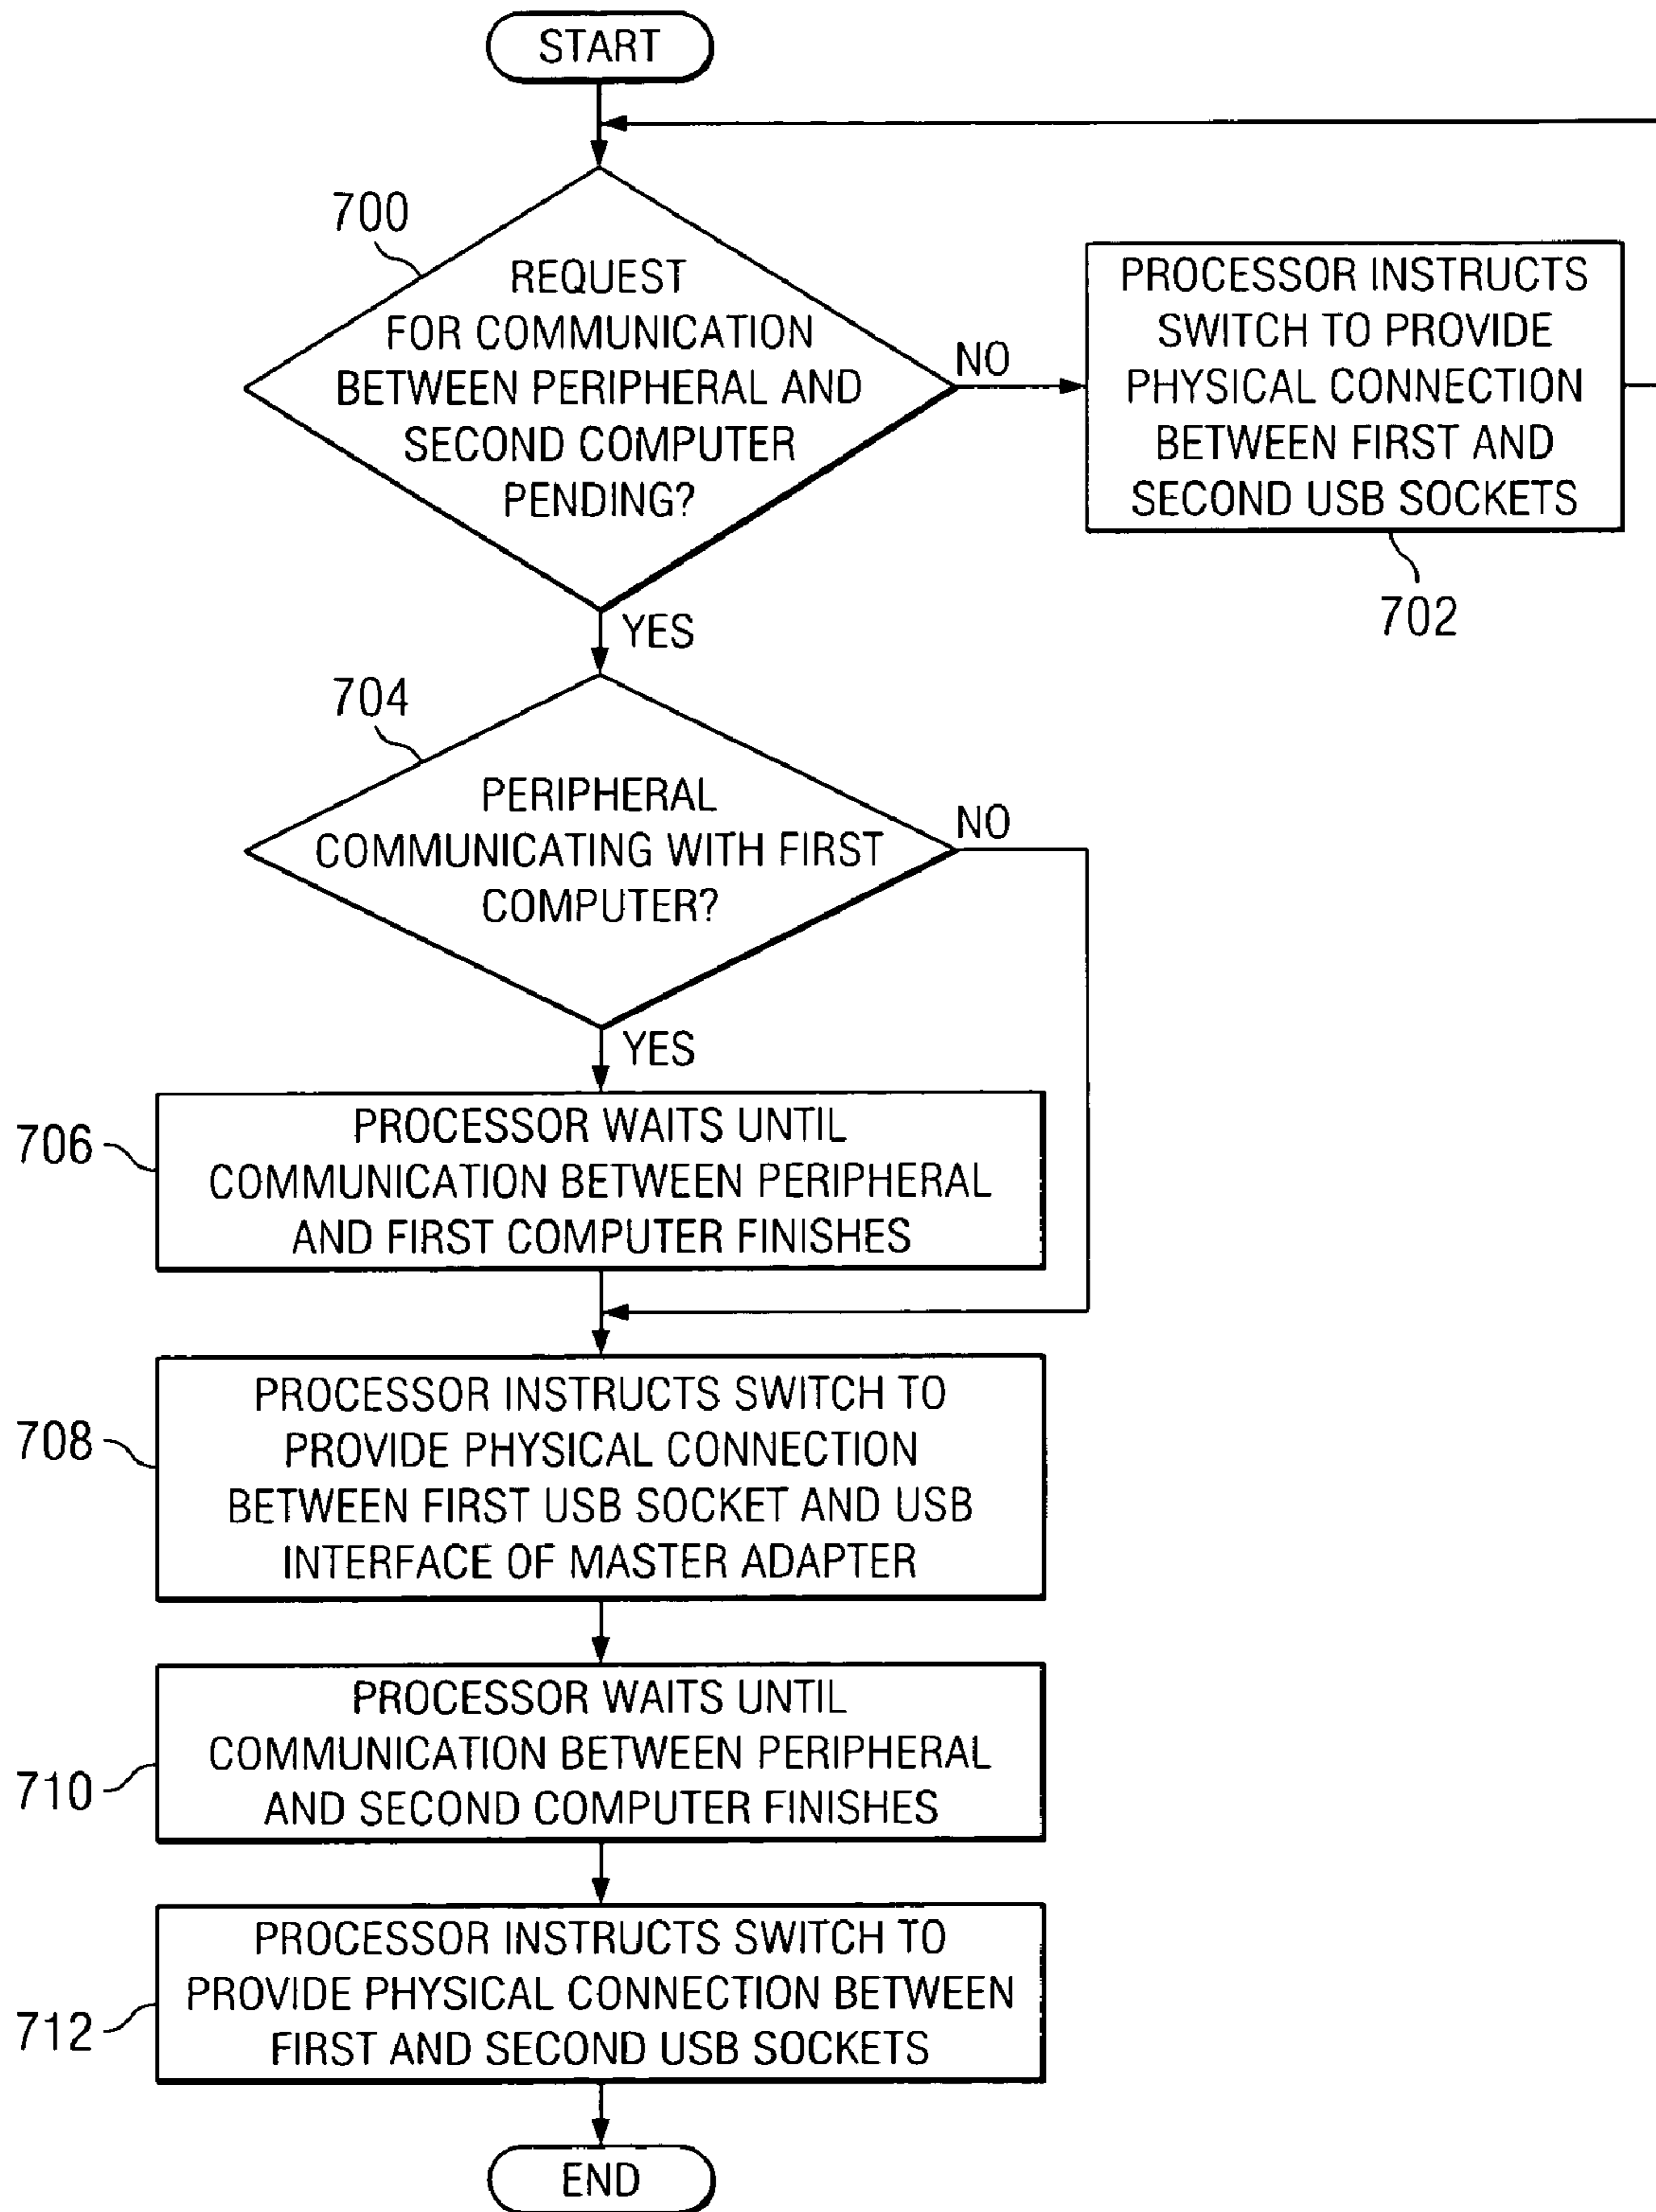 START
700
REQUEST
FOR COMMUNICATION
BETWEEN PERIPHERAL AND
SECOND COMPUTER
PENDING?
NO
PROCESSOR INSTRUCTS
SWITCH TO PROVIDE
PHYSICAL CONNECTION
BETWEEN FIRST AND
SECOND USB SOCKETS
702
YES
704
PERIPHERAL
COMMUNICATING WITH FIRST
COMPUTER?
NO
YES
706
PROCESSOR WAITS UNTIL
COMMUNICATION BETWEEN PERIPHERAL
AND FIRST COMPUTER FINISHES
708
PROCESSOR INSTRUCTS SWITCH TO
PROVIDE PHYSICAL CONNECTION
BETWEEN FIRST USB SOCKET AND USB
INTERFACE OF MASTER ADAPTER
710
PROCESSOR WAITS UNTIL
COMMUNICATION BETWEEN PERIPHERAL
AND SECOND COMPUTER FINISHES
712
PROCESSOR INSTRUCTS SWITCH TO
PROVIDE PHYSICAL CONNECTION BETWEEN
FIRST AND SECOND USB SOCKETS
END